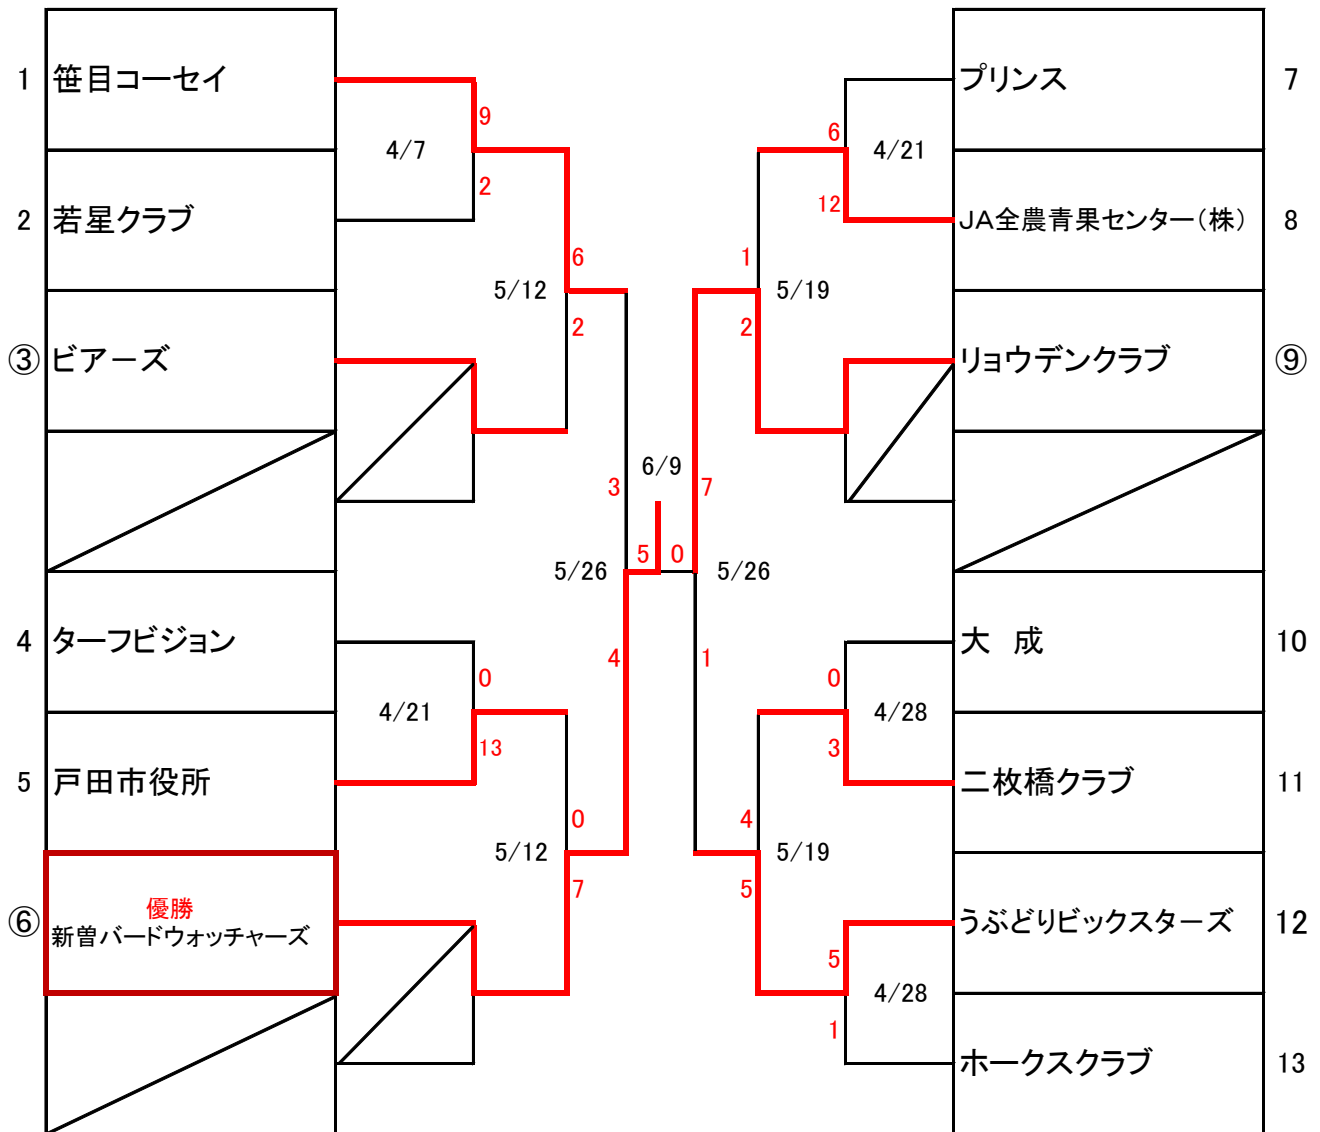 1 笹目コーセイ
2 若星クラブ
③ ビアーズ
4 ターフビジョン
5 戸田市役所
⑥ 優勝
新曽バードウォッチャーズ
4/7
9
2
5/12
6
2
4/21
0
13
5/12
0
7
5/26
3
4
6/9
5 0
5/26
7
1
5/19
1
2
4/21
6
12
5/19
4
5
4/28
0
3
4/28
5
1
プリンス 7
JA全農青果センター(株) 8
リョウデンクラブ ⑨
大 成 10
二枚橋クラブ 11
うぶどりビックスターズ 12
ホークスクラブ 13